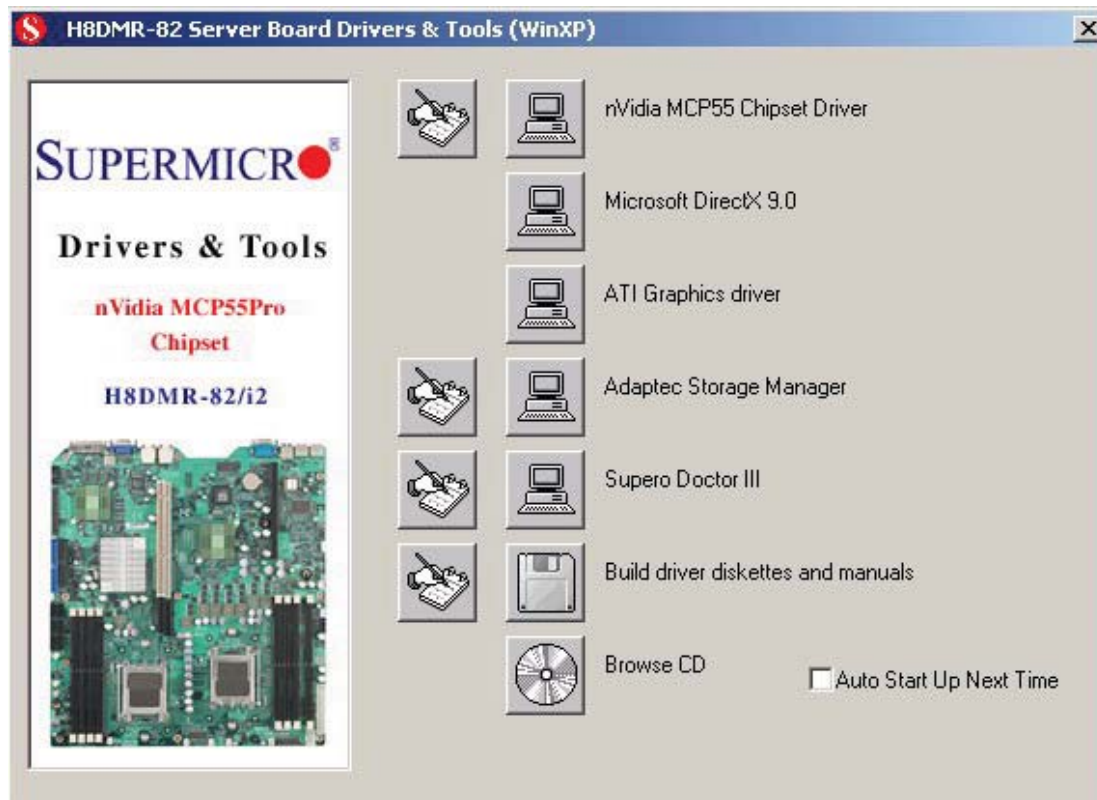 H8DMR-82 Server Board Drivers & Tools (WinXP)
SUPERMICRO®
Drivers & Tools
nVidia MCP55Pro
Chipset
H8DMR-82/i2
nVidia MCP55 Chipset Driver
Microsoft DirectX 9.0
ATI Graphics driver
Adaptec Storage Manager
Supero Doctor III
Build driver diskettes and manuals
Browse CD
Auto Start Up Next Time